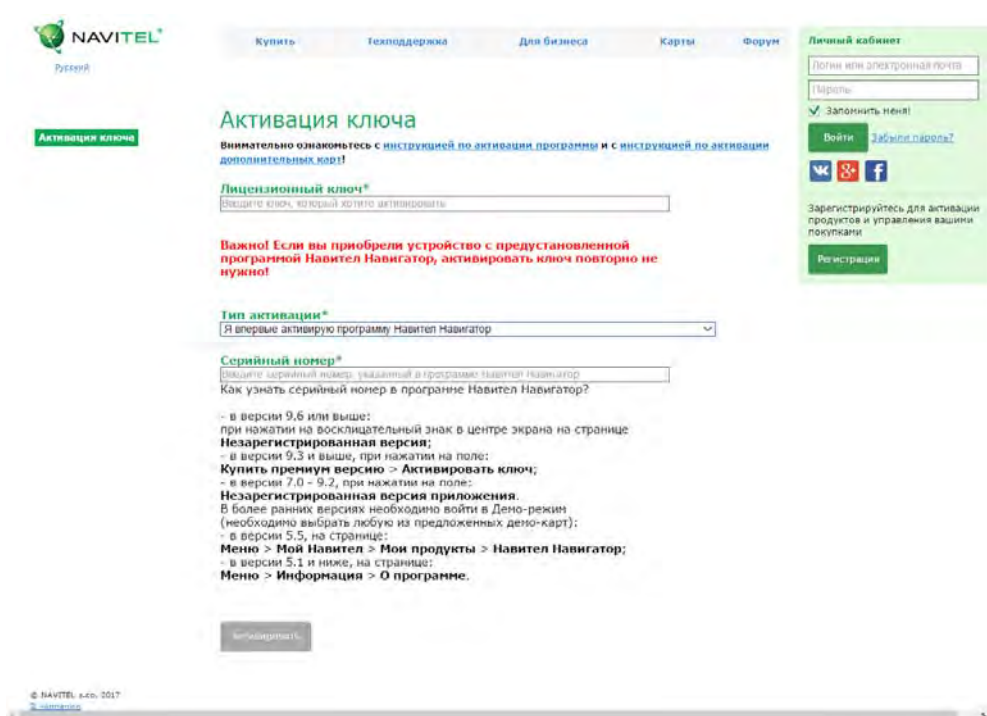 NAVITEL®
Русский
Купить
Техподдержка
Для бизнеса
Карты
Форум
Личный кабинет
Логин или электронная почта
Пароль
Запомнить меня!
Войти
Забыли пароль?
8+
Зарегистрируйтесь для активации
продуктов и управления вашими
покупками
Регистрация
Активация ключа
Активация ключа
Внимательно ознакомьтесь с инструкцией по активации программы и с инструкцией по активации
дополнительных карт!
Лицензионный ключ*
Введите ключ, который хотите активировать
Важно! Если вы приобрели устройство с предустановленной
программой Навител Навигатор, активировать ключ повторно не
нужно!
Тип активации*
Я впервые активирую программу Навител Навигатор
Серийный номер*
Введите серийный номер, указанный в программе Навител Навигатор
Как узнать серийный номер в программе Навител Навигатор?
- в версии 9.6 или выше:
при нажатии на восклицательный знак в центре экрана на странице
Незарегистрированная версия;
- в версии 9.3 и выше, при нажатии на поле:
Купить премиум версию > Активировать ключ;
- в версии 7.0 - 9.2, при нажатии на поле:
Незарегистрированная версия приложения.
В более ранних версиях необходимо войти в Демо-режим
(необходимо выбрать любую из предложенных демо-карт):
- в версии 5.5, на странице:
Меню > Мой Навител > Мои продукты > Навител Навигатор;
- в версии 5.1 и ниже, на странице:
Меню > Информация > О программе.
Активировать
© NAVITEL s.r.o. 2017
О компании